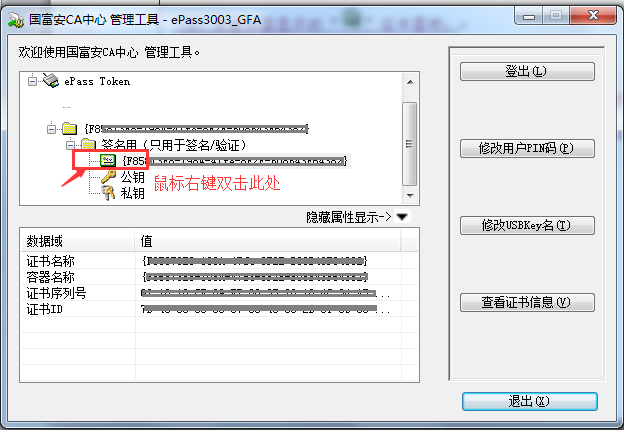 国富安CA中心 管理工具 - ePass3003_GFA
欢迎使用国富安CA中心 管理工具。
ePass Token
{F85
签名用（只用于签名/验证）
{F858
公钥
私钥
鼠标右键双击此处
隐藏属性显示->
数据域 值
证书名称
容器名称
证书序列号
证书ID
登出(L)
修改用户PIN码(P)
修改USBKey名(T)
查看证书信息(V)
退出(X)